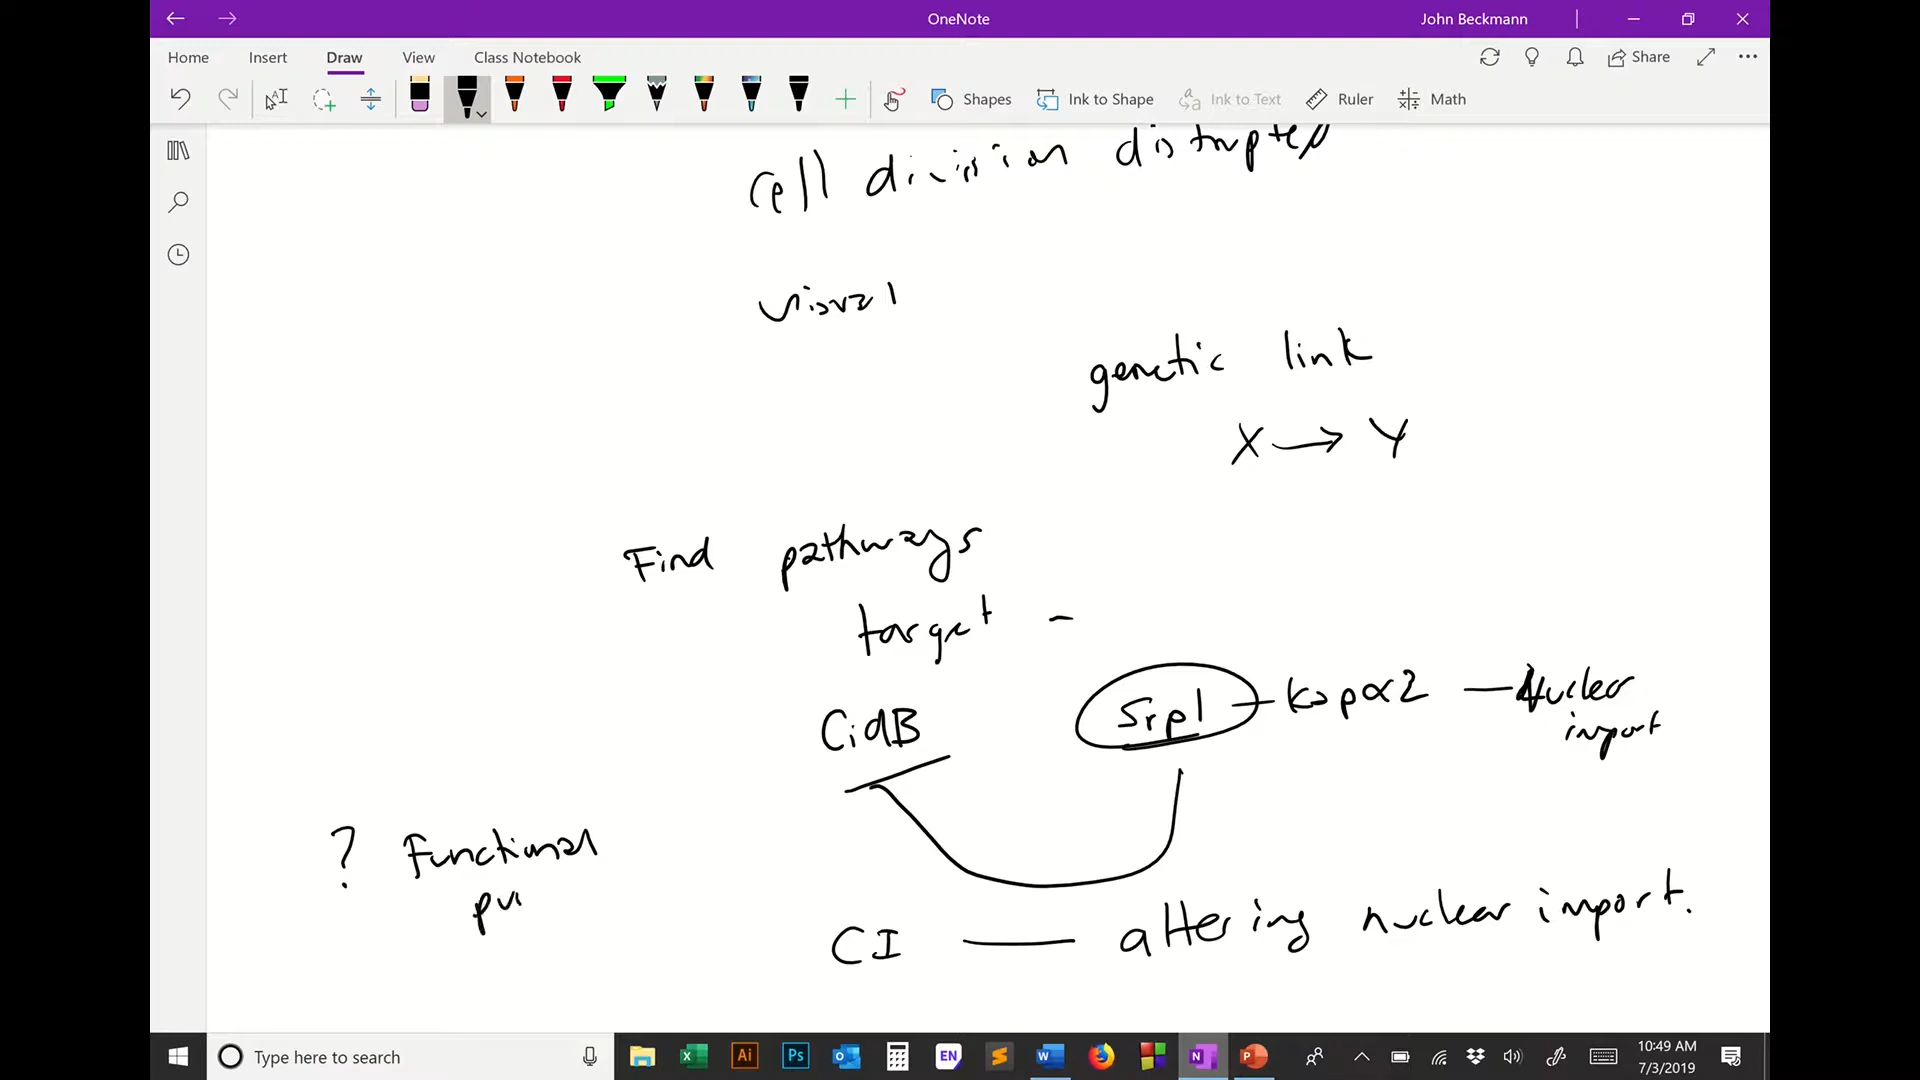 OneNote
John Beckmann
Home Insert Draw View Class Notebook
Share
Shapes Ink to Shape Ink to Text Ruler Math
cell division disrupted
visual
genetic link
X → Y
Find pathways
target -
CidB Srp1 - Kapα2 — Nuclear
import
? Functional
CI — altering nuclear import.
Type here to search
10:49 AM
7/3/2019